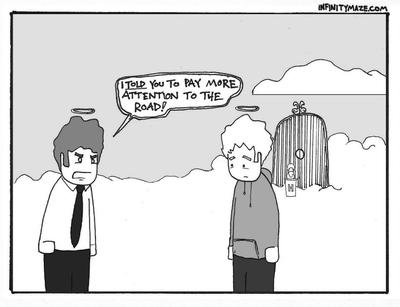 INFINITYMAZE.COM
I TOLD YOU TO PAY MORE
ATTENTION TO THE
ROAD!
H